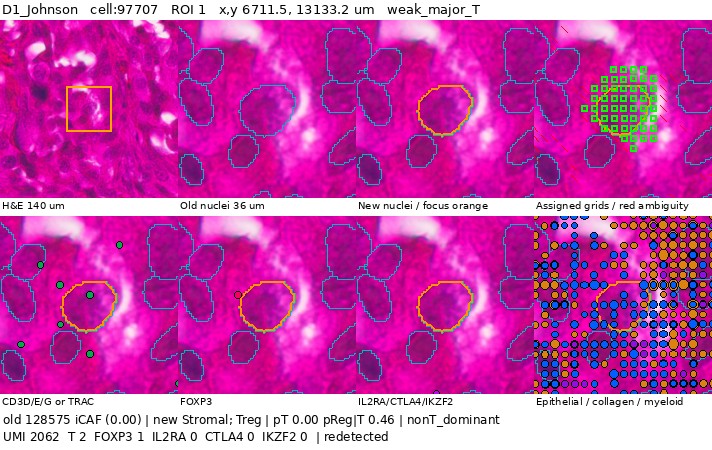 D1_Johnson cell:97707 ROI 1 x,y 6711.5, 13133.2 um weak_major_T
H&E 140 um
Old nuclei 36 um
New nuclei / focus orange
Assigned grids / red ambiguity
CD3D/E/G or TRAC
FOXP3
IL2RA/CTLA4/IKZF2
Epithelial / collagen / myeloid
old 128575 iCAF (0.00) | new Stromal; Treg | pT 0.00 pReg|T 0.46 | nonT_dominant
UMI 2062 T 2 FOXP3 1 IL2RA 0 CTLA4 0 IKZF2 0 | redetected